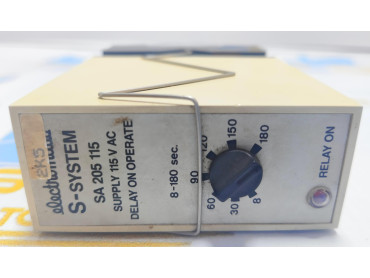 2R5
electromatic
S-SYSTEM
SA 205 115
SUPPLY 115 V AC
DELAY ON OPERATE
8-180 sec.
60
90
120
150
180
30
8
RELAY ON